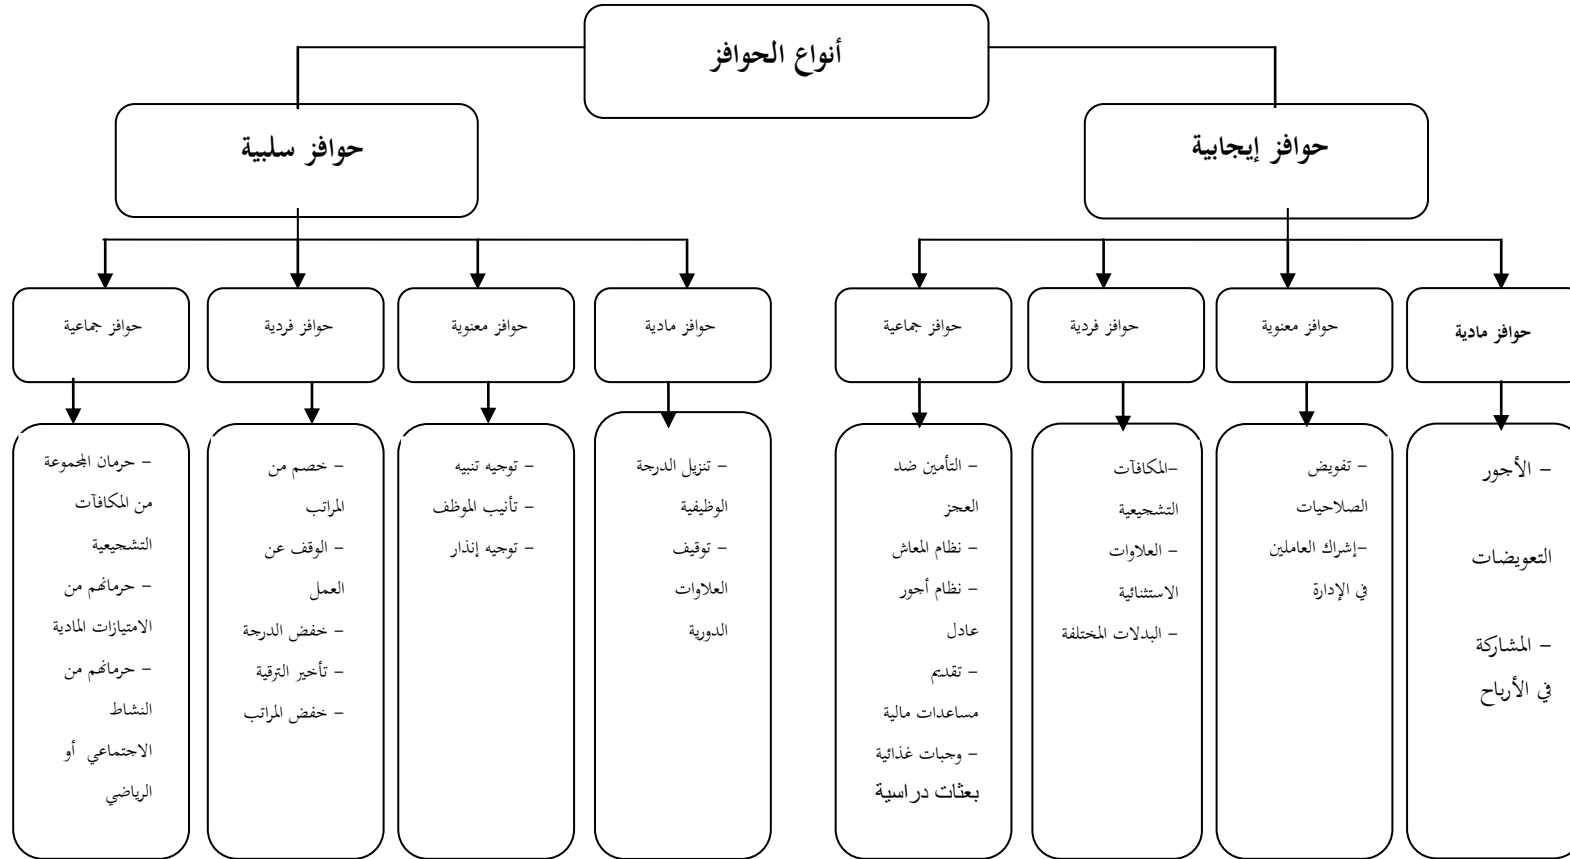 أنواع الحوافز
حوافز إيجابية
حوافز سلبية
حوافز مادية
حوافز معنوية
حوافز فردية
حوافز جماعية
حوافز مادية
حوافز معنوية
حوافز فردية
حوافز جماعية
– الأجور
التعويضات
– المشاركة
في الأرباح
– تفويض
الصلاحيات
–إشراك العاملين
في الإدارة
–المكافآت
التشجيعية
– العلاوات
الاستثنائية
– البدلات المختلفة
– التأمين ضد
العجز
– نظام المعاش
– نظام أجور
عادل
– تقديم
مساعدات مالية
– وجبات غذائية
بعثات دراسية
– تنزيل الدرجة
الوظيفية
– توقيف
العلاوات
الدورية
– توجيه تنبيه
– تأنيب الموظف
– توجيه إنذار
– خصم من
المراتب
– الوقف عن
العمل
– خفض الدرجة
– تأخير الترقية
– خفض المراتب
– حرمان المجموعة
من المكافآت
التشجيعية
– حرمانهم من
الامتيازات المادية
– حرمانهم من
النشاط
الاجتماعي أو
الرياضي